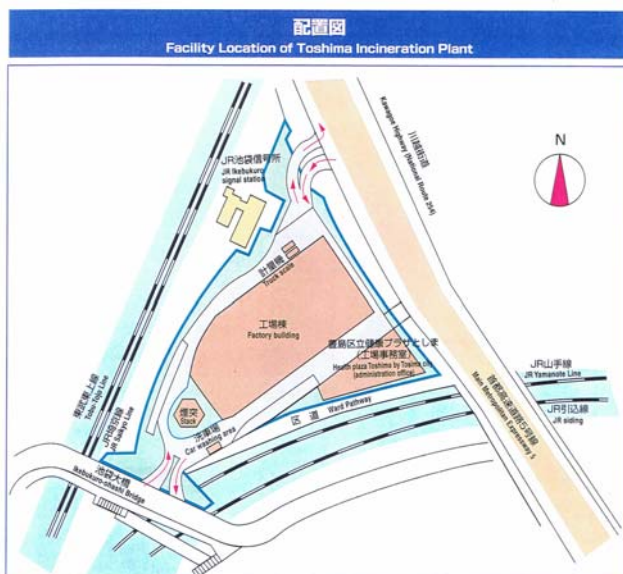 配置図
Facility Location of Toshima Incineration Plant
川越街道
Kawagoe Highway (National Route 254)
JR池袋信号所
JR Ikebukuro
signal station
N
計量機
Truck scale
工場棟
Factory building
豊島区立健康プラザとしま
(工場事務室)
Health plaza Toshima by Tosima city
(administration office)
東武東上線
Tobu Tojo Line
JR埼京線
JR Saikyo Line
煙突
Stack
洗車場
Car washing area
区道 Ward Pathway
首都高速道路5号線
Main Metropolitan Expressway 5
JR山手線
JR Yamanote Line
JR引込線
JR siding
池袋大橋
Ikebukuro-ohashi Bridge